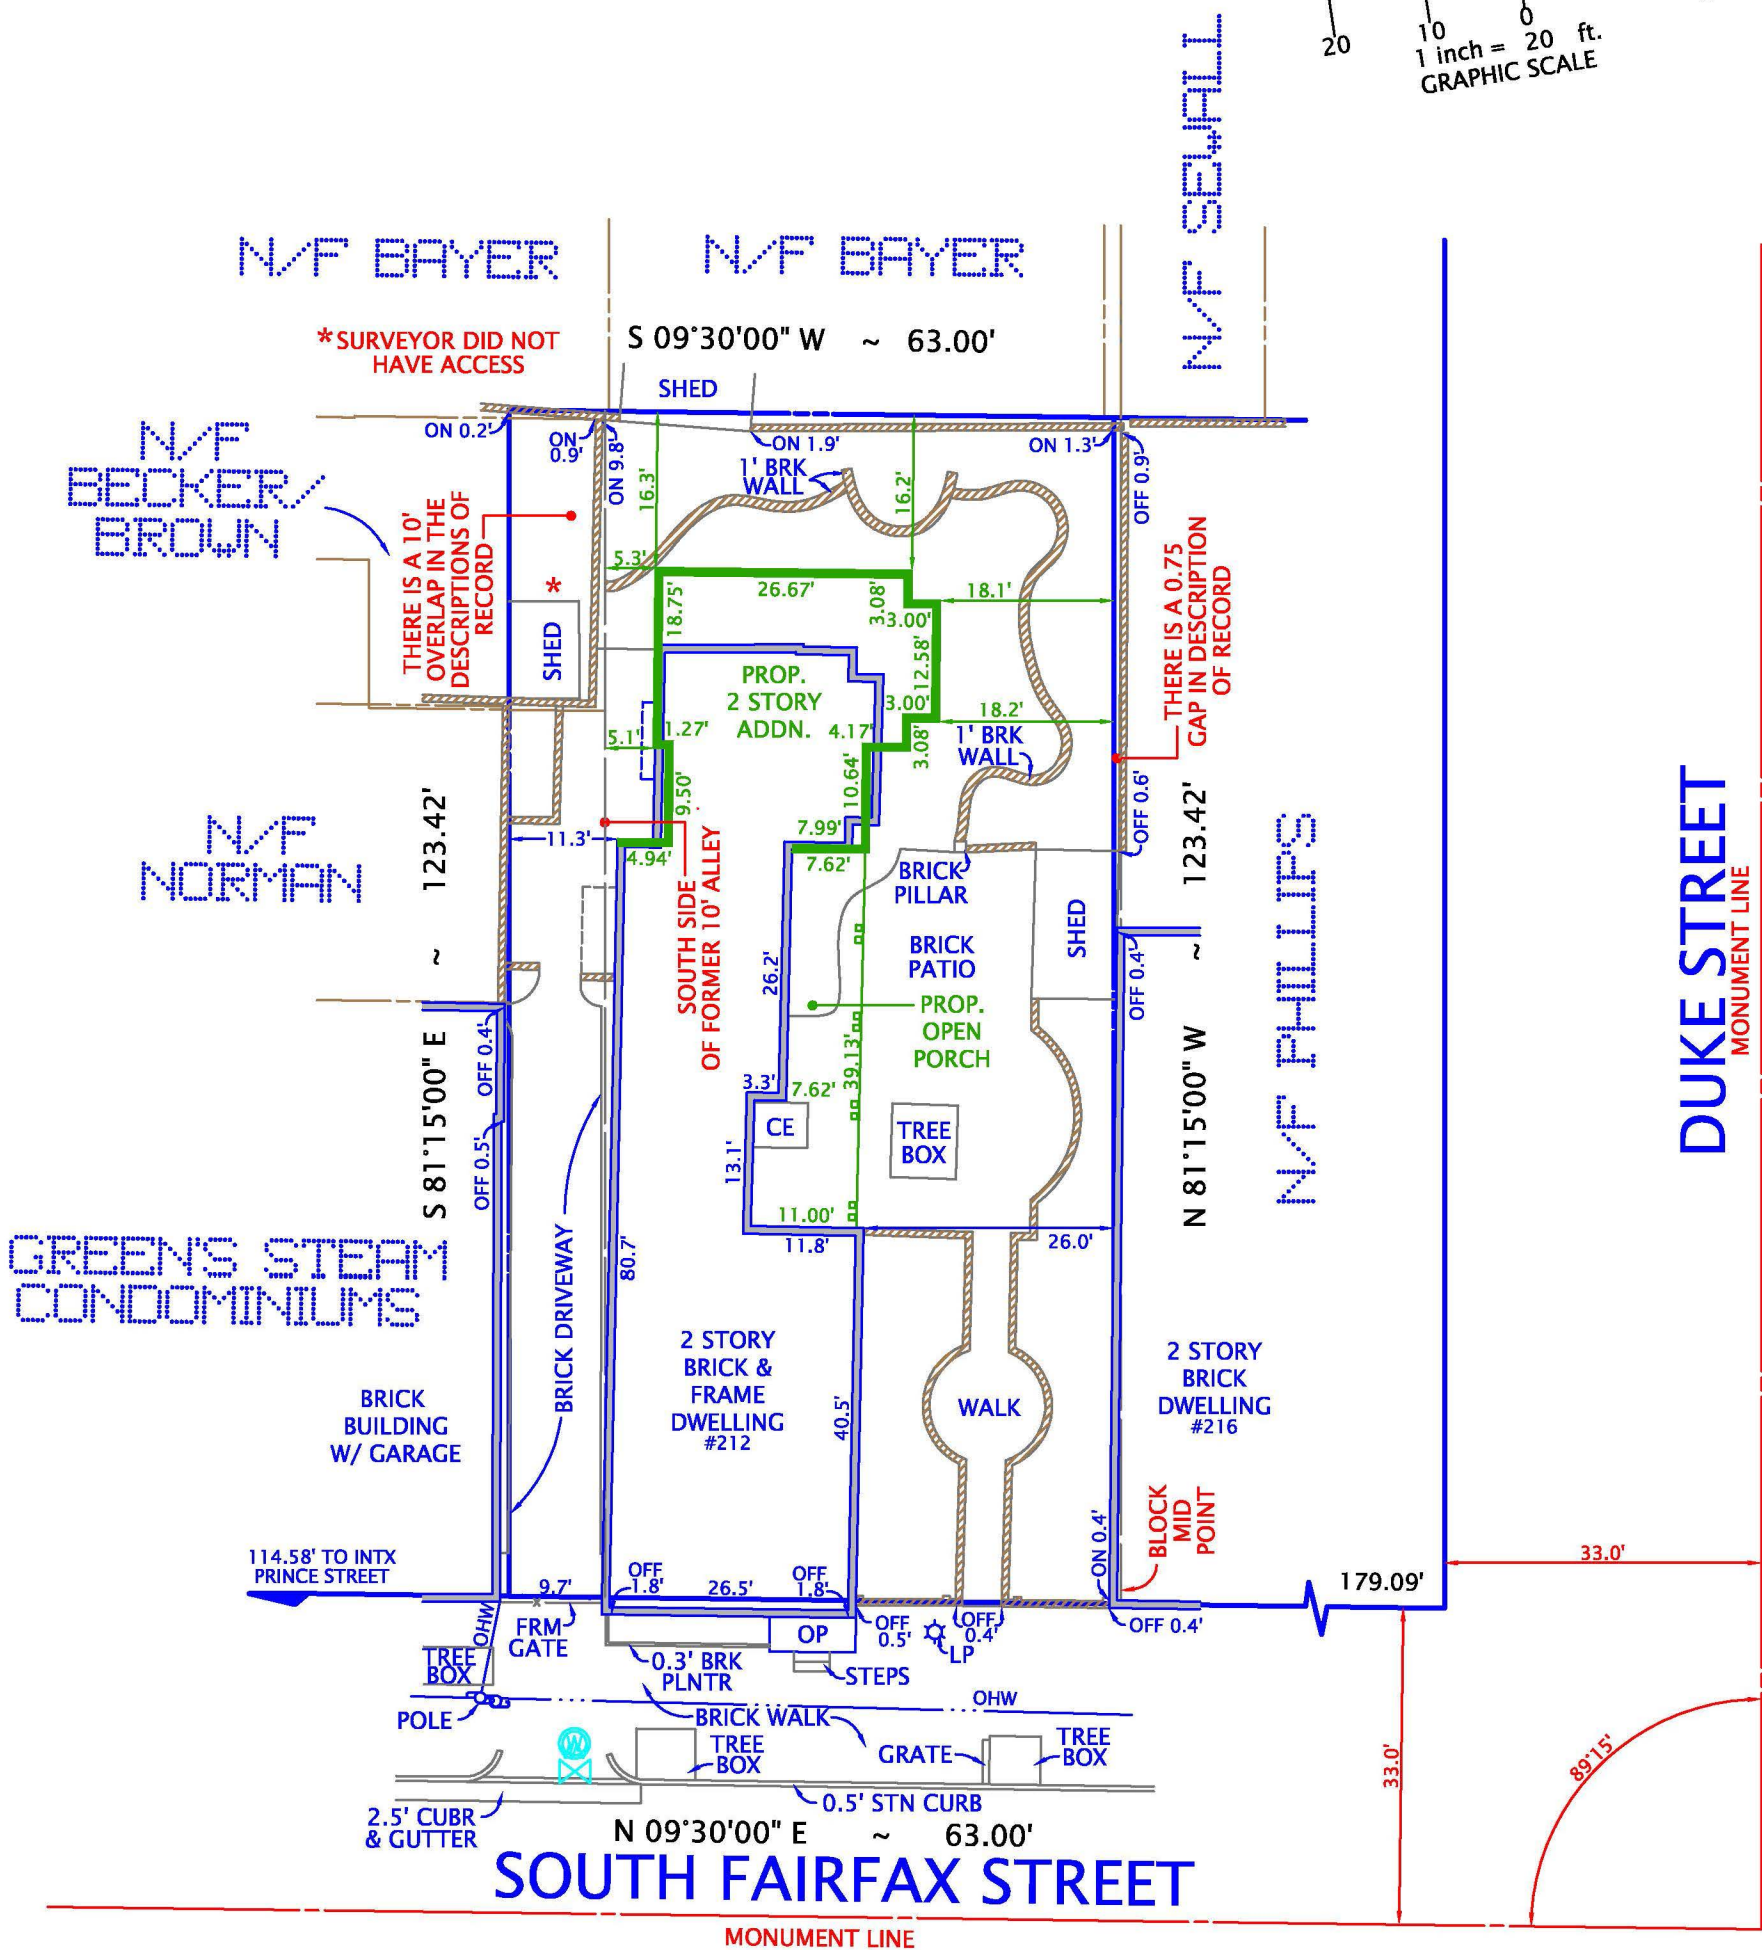 20
10
0
1 inch = 20 ft.
GRAPHIC SCALE
N/F SEWALL
N/F BAYER
N/F BAYER
*SURVEYOR DID NOT
HAVE ACCESS
S 09°30'00" W ~ 63.00'
SHED
N/F
BECKER/
BROWN
ON 0.2'
ON
0.9'
ON 9.8'
16.3'
ON 1.9'
1' BRK
WALL
16.2'
ON 1.3'
OFF 0.9'
THERE IS A 10'
OVERLAP IN THE
DESCRIPTIONS OF
RECORD
*
SHED
5.3'
26.67'
18.75'
3.08'
33.00'
18.1'
12.58'
THERE IS A 0.75
GAP IN DESCRIPTION
OF RECORD
PROP.
2 STORY
ADDN.
3.00'
18.2'
1.27'
4.17'
3.08'
5.1'
1' BRK
WALL
9.50'
10.64'
OFF 0.6'
N/F
NORMAN
S 81°15'00" E ~ 123.42'
11.3'
4.94'
7.99'
7.62'
BRICK
PILLAR
SOUTH SIDE
OF FORMER 10' ALLEY
26.2'
BRICK
PATIO
SHED
OFF 0.4'
N 81°15'00" W ~ 123.42'
N/F PHILLIPS
DUKE STREET
MONUMENT LINE
PROP.
OPEN
PORCH
39.13'
OFF 0.4'
OFF 0.5'
3.3'
7.62'
CE
TREE
BOX
13.1'
11.00'
11.8'
26.0'
GREENS STEAM
CONDOMINIUMS
BRICK DRIVEWAY
80.7'
2 STORY
BRICK &
FRAME
DWELLING
#212
40.5'
WALK
2 STORY
BRICK
DWELLING
#216
BRICK
BUILDING
W/ GARAGE
BLOCK
MID
POINT
ON 0.4'
114.58' TO INTX
PRINCE STREET
9.7'
OFF
1.8'
26.5'
OFF
1.8'
33.0'
179.09'
OHW
FRM
GATE
OP
OFF
0.5'
LP
OFF
0.4'
OFF 0.4'
TREE
BOX
0.3' BRK
PLNTR
STEPS
POLE
OHW
BRICK WALK
W
TREE
BOX
GRATE
TREE
BOX
33.0'
89°15'
2.5' CUBR
& GUTTER
0.5' STN CURB
N 09°30'00" E ~ 63.00'
SOUTH FAIRFAX STREET
MONUMENT LINE